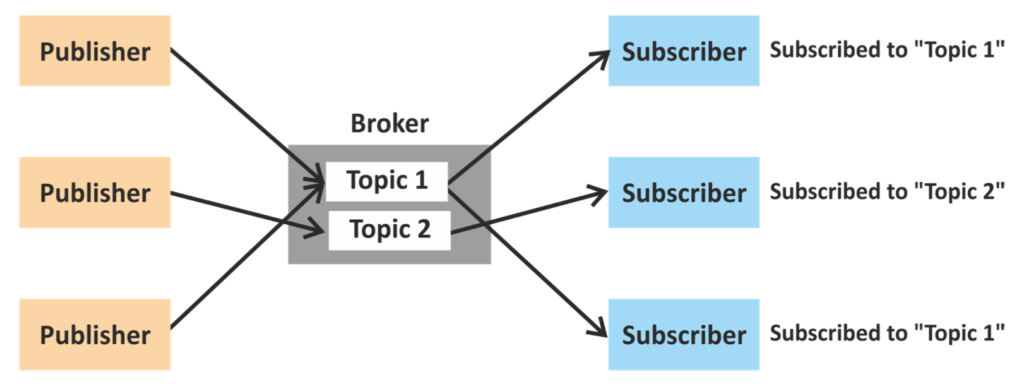 Publisher
Subscriber Subscribed to "Topic 1"
Broker
Publisher
Topic 1
Subscriber Subscribed to "Topic 2"
Topic 2
Publisher
Subscriber Subscribed to "Topic 1"